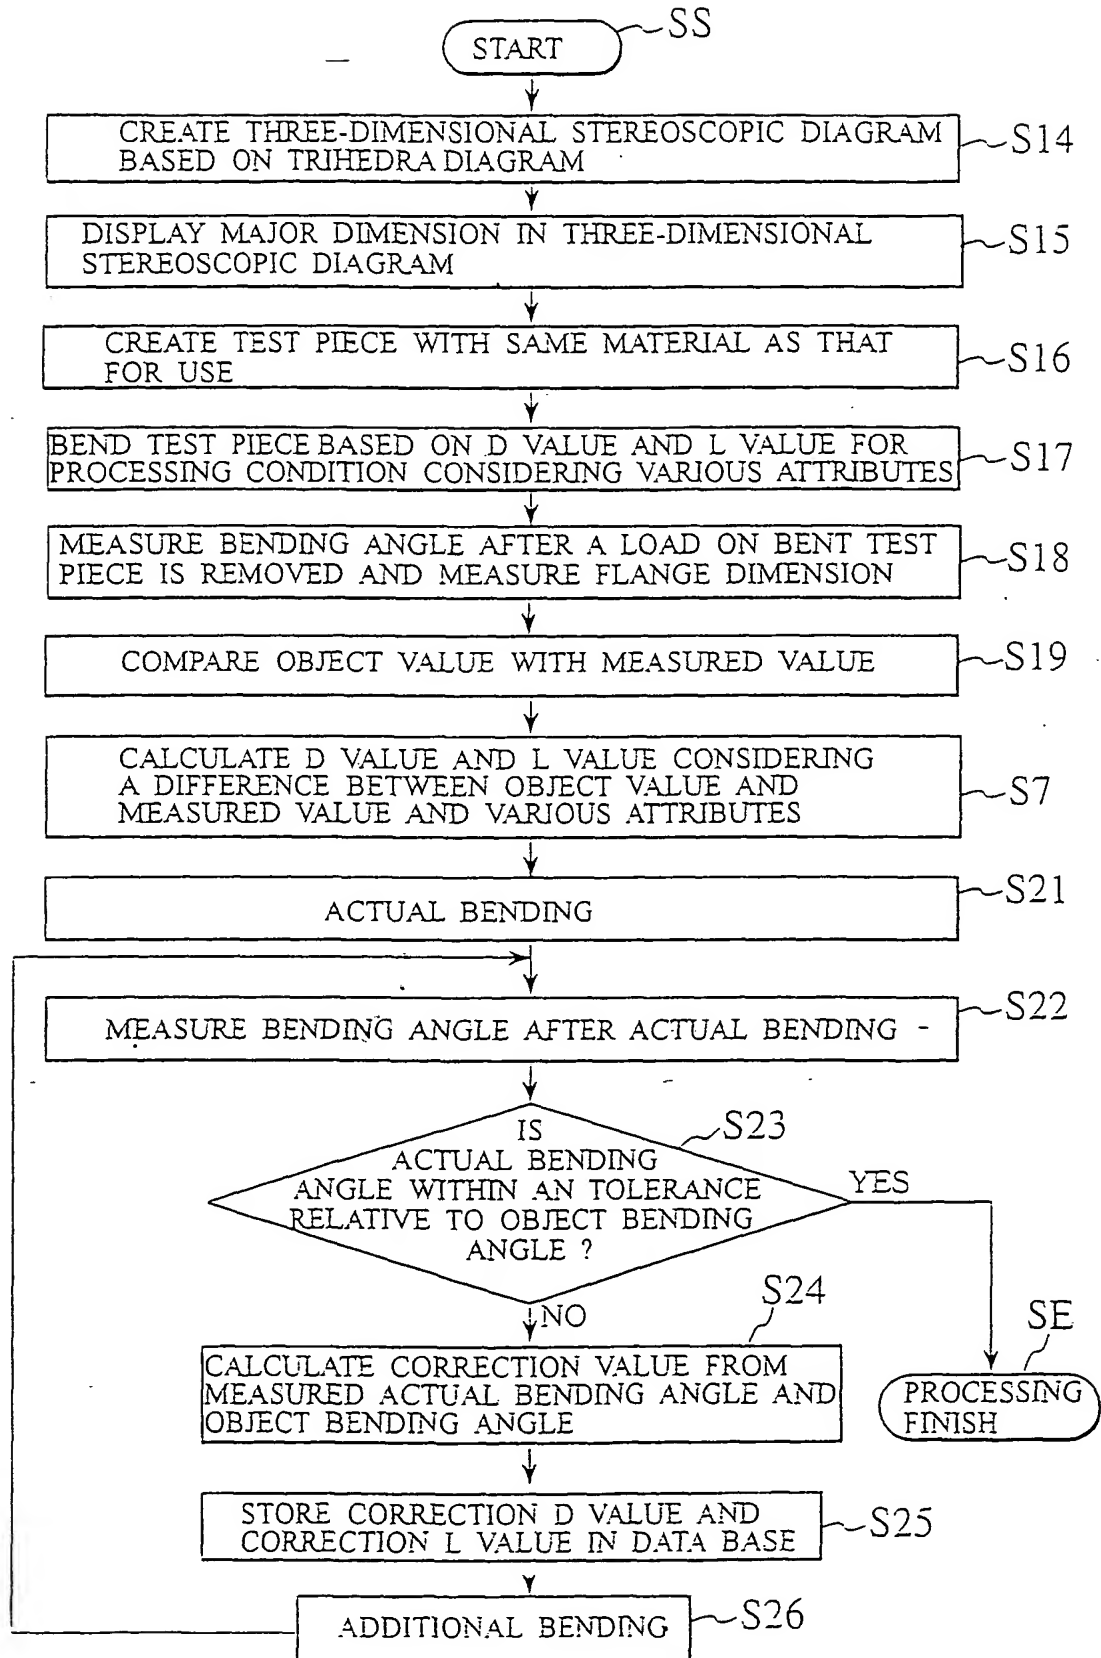 START
SS
CREATE THREE-DIMENSIONAL STEREOSCOPIC DIAGRAM
BASED ON TRIHEDRA DIAGRAM
S14
DISPLAY MAJOR DIMENSION IN THREE-DIMENSIONAL
STEREOSCOPIC DIAGRAM
S15
CREATE TEST PIECE WITH SAME MATERIAL AS THAT
FOR USE
S16
BEND TEST PIECE BASED ON D VALUE AND L VALUE FOR
PROCESSING CONDITION CONSIDERING VARIOUS ATTRIBUTES
S17
MEASURE BENDING ANGLE AFTER A LOAD ON BENT TEST
PIECE IS REMOVED AND MEASURE FLANGE DIMENSION
S18
COMPARE OBJECT VALUE WITH MEASURED VALUE
S19
CALCULATE D VALUE AND L VALUE CONSIDERING
A DIFFERENCE BETWEEN OBJECT VALUE AND
MEASURED VALUE AND VARIOUS ATTRIBUTES
S7
ACTUAL BENDING
S21
MEASURE BENDING ANGLE AFTER ACTUAL BENDING
S22
IS
ACTUAL BENDING
ANGLE WITHIN AN TOLERANCE
RELATIVE TO OBJECT BENDING
ANGLE ?
S23
YES
NO
S24
CALCULATE CORRECTION VALUE FROM
MEASURED ACTUAL BENDING ANGLE AND
OBJECT BENDING ANGLE
SE
PROCESSING
FINISH
STORE CORRECTION D VALUE AND
CORRECTION L VALUE IN DATA BASE
S25
ADDITIONAL BENDING
S26